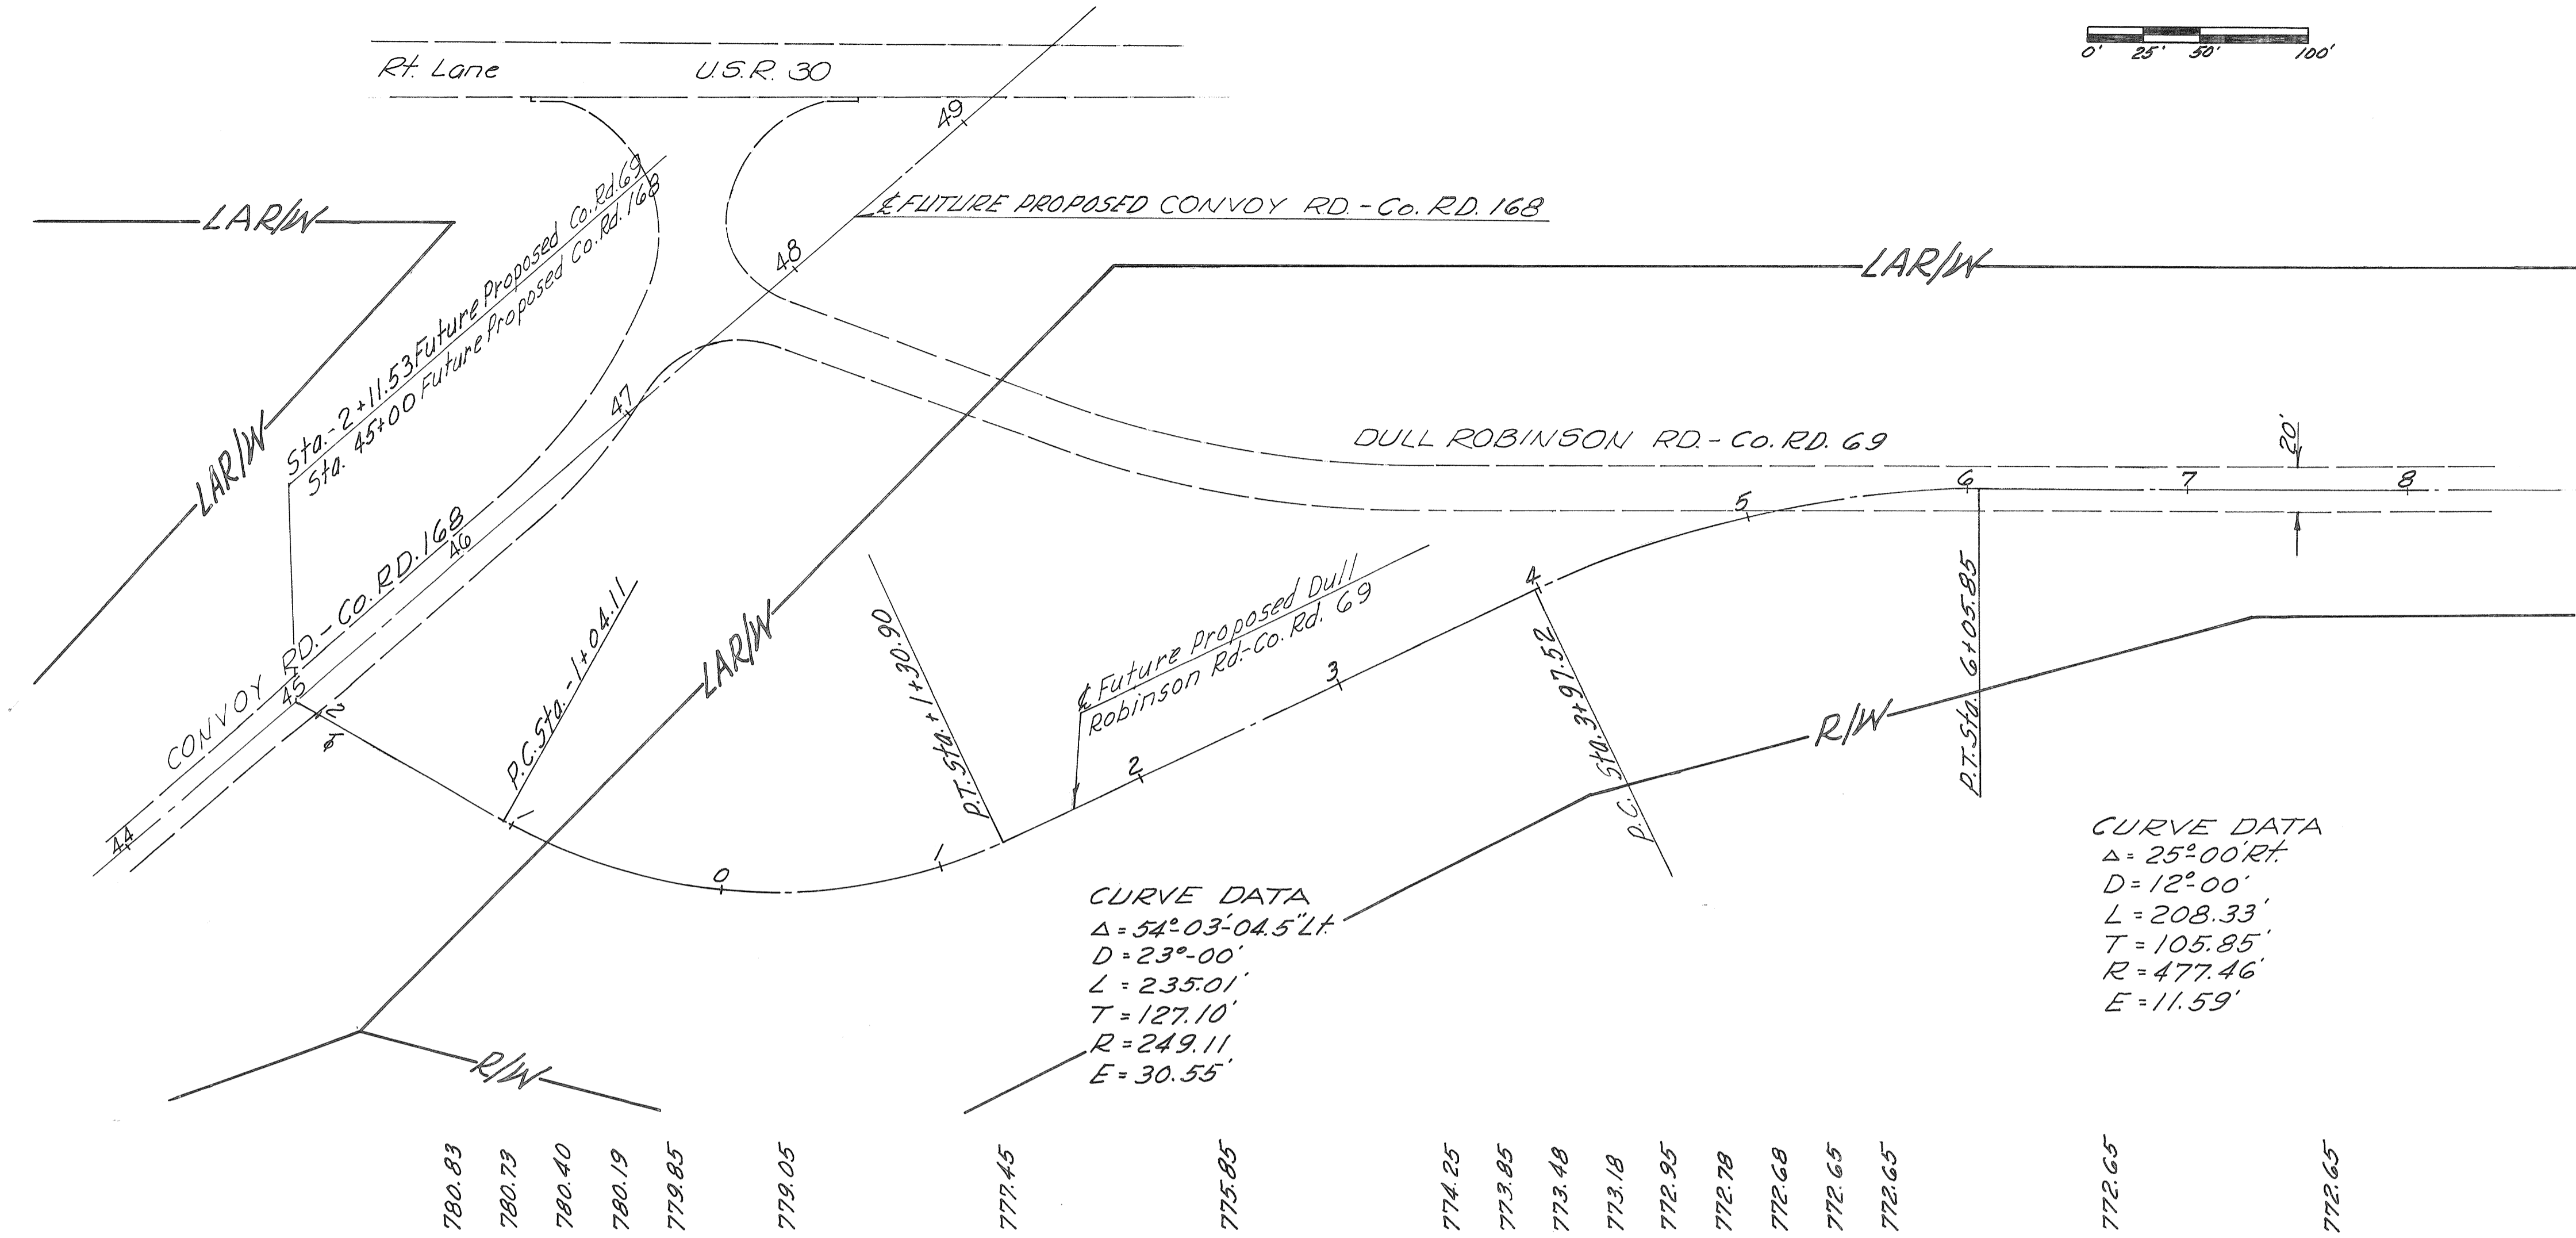 0' 25' 50' 100'
Rt. Lane U.S.R. 30
49
℄ FUTURE PROPOSED CONVOY RD. - Co. RD. 168
LAR/W
48
LAR/W
Sta. - 2 + 11.53 Future Proposed Co. Rd. 69
Sta. 45+00 Future Proposed Co. Rd. 168
47
LAR/W
DULL ROBINSON RD. - Co. RD. 69
20'
6 7 8
5
46
CONVOY RD. - Co. RD. 168
45
44
2
P.C. Sta. -1+04.11
LAR/W
P.T. Sta. +1+30.90
℄ Future Proposed Dull
Robinson Rd-Co. Rd. 69
4
3
2
P.C. Sta. 3+97.52
P.T. Sta. 6+05.85
R/W
1
0
1
CURVE DATA
Δ = 54°-03'-04.5" Lt.
D = 23°-00'
L = 235.01'
T = 127.10'
R = 249.11
E = 30.55'
CURVE DATA
Δ = 25°-00' Rt.
D = 12°-00'
L = 208.33'
T = 105.85'
R = 477.46'
E = 11.59'
R/W
780.83
780.73
780.40
780.19
779.85
779.05
777.45
775.85
774.25
773.85
773.48
773.18
772.95
772.78
772.68
772.65
772.65
772.65
772.65